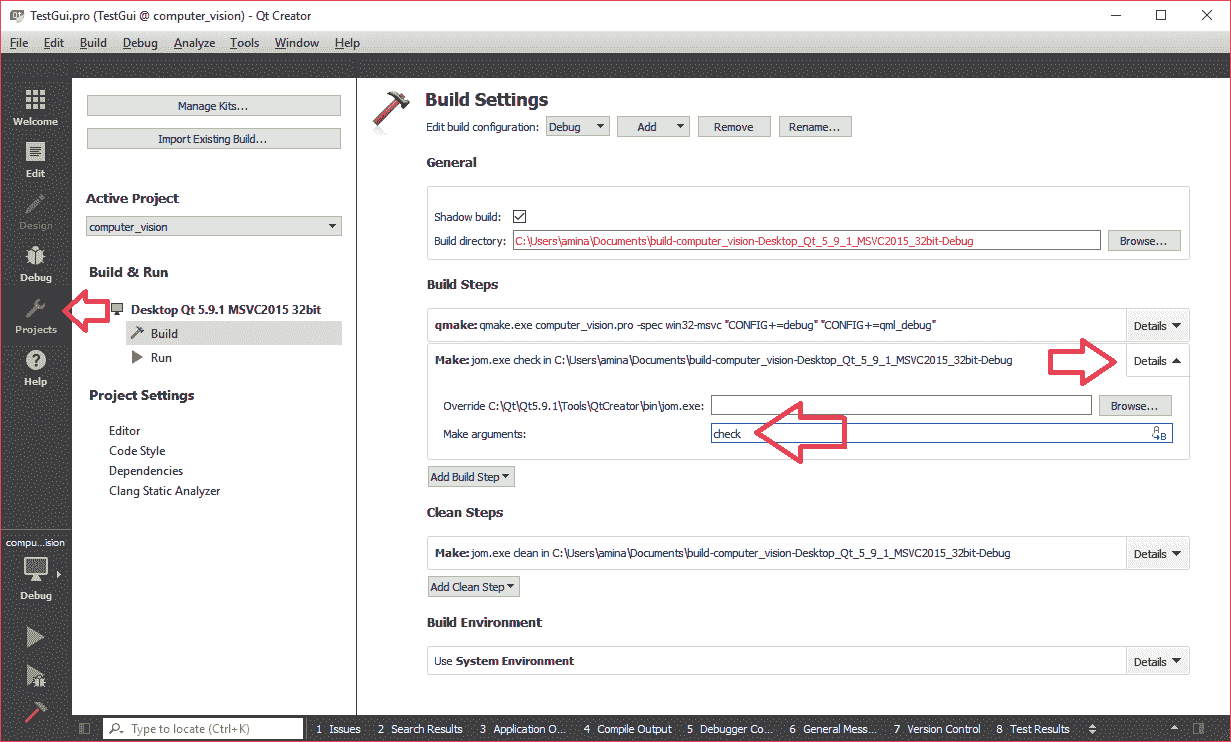 TestGui.pro (TestGui @ computer_vision) - Qt Creator
File Edit Build Debug Analyze Tools Window Help
Welcome
Edit
Design
Debug
Projects
Help
compu...ision
Debug
Manage Kits...
Import Existing Build...
Active Project
computer_vision
Build & Run
Desktop Qt 5.9.1 MSVC2015 32bit
Build
Run
Project Settings
Editor
Code Style
Dependencies
Clang Static Analyzer
Build Settings
Edit build configuration: Debug Add Remove Rename...
General
Shadow build:
Build directory: C:\Users\amina\Documents\build-computer_vision-Desktop_Qt_5_9_1_MSVC2015_32bit-Debug Browse...
Build Steps
qmake: qmake.exe computer_vision.pro -spec win32-msvc "CONFIG+=debug" "CONFIG+=qml_debug" Details
Make: jom.exe check in C:\Users\amina\Documents\build-computer_vision-Desktop_Qt_5_9_1_MSVC2015_32bit-Debug Details
Override C:\Qt\Qt5.9.1\Tools\QtCreator\bin\jom.exe: Browse...
Make arguments: check
Add Build Step
Clean Steps
Make: jom.exe clean in C:\Users\amina\Documents\build-computer_vision-Desktop_Qt_5_9_1_MSVC2015_32bit-Debug Details
Add Clean Step
Build Environment
Use System Environment Details
Type to locate (Ctrl+K) 1 Issues 2 Search Results 3 Application O... 4 Compile Output 5 Debugger Co... 6 General Mess... 7 Version Control 8 Test Results